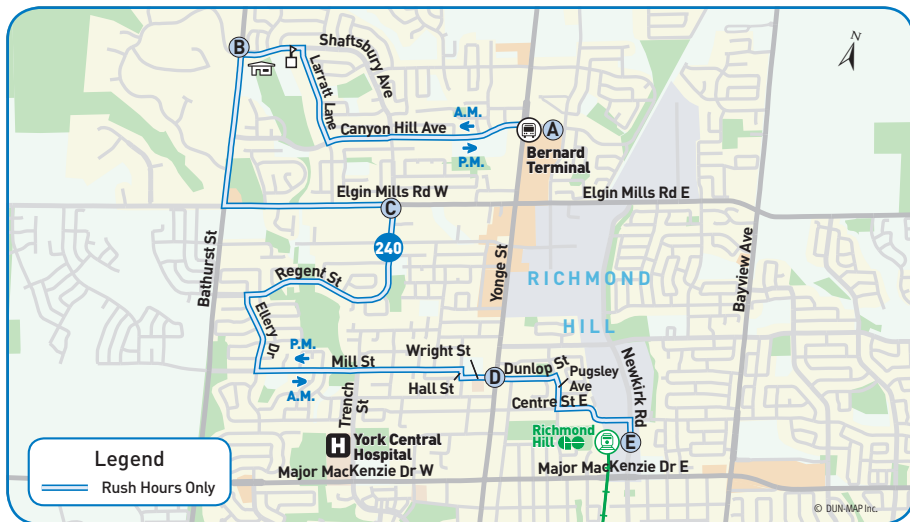 N
B
Shaftsbury Ave
Larratt Lane
A.M.
Canyon Hill Ave
P.M.
A
Bernard
Terminal
Elgin Mills Rd W
Elgin Mills Rd E
C
240
Bathurst St
Yonge St
Bayview Ave
RICHMOND
HILL
Regent St
Ellery Dr
P.M.
Mill St
A.M.
Wright St
Hall St
D
Dunlop St
Pugsley
Ave
Centre St E
Newkirk Rd
Trench
St
H
York Central
Hospital
Richmond
Hill
GO
E
Major MacKenzie Dr W
Major MacKenzie Dr E
Legend
Rush Hours Only
© DUN-MAP Inc.